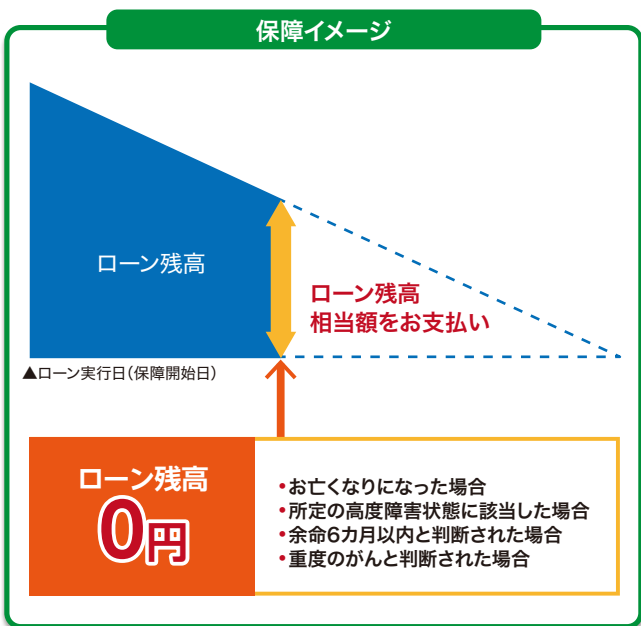 保障イメージ
ローン残高
ローン残高
相当額をお支払い
▲ローン実行日(保障開始日)
ローン残高
0円
•お亡くなりになった場合
•所定の高度障害状態に該当した場合
•余命6カ月以内と判断された場合
•重度のがんと判断された場合